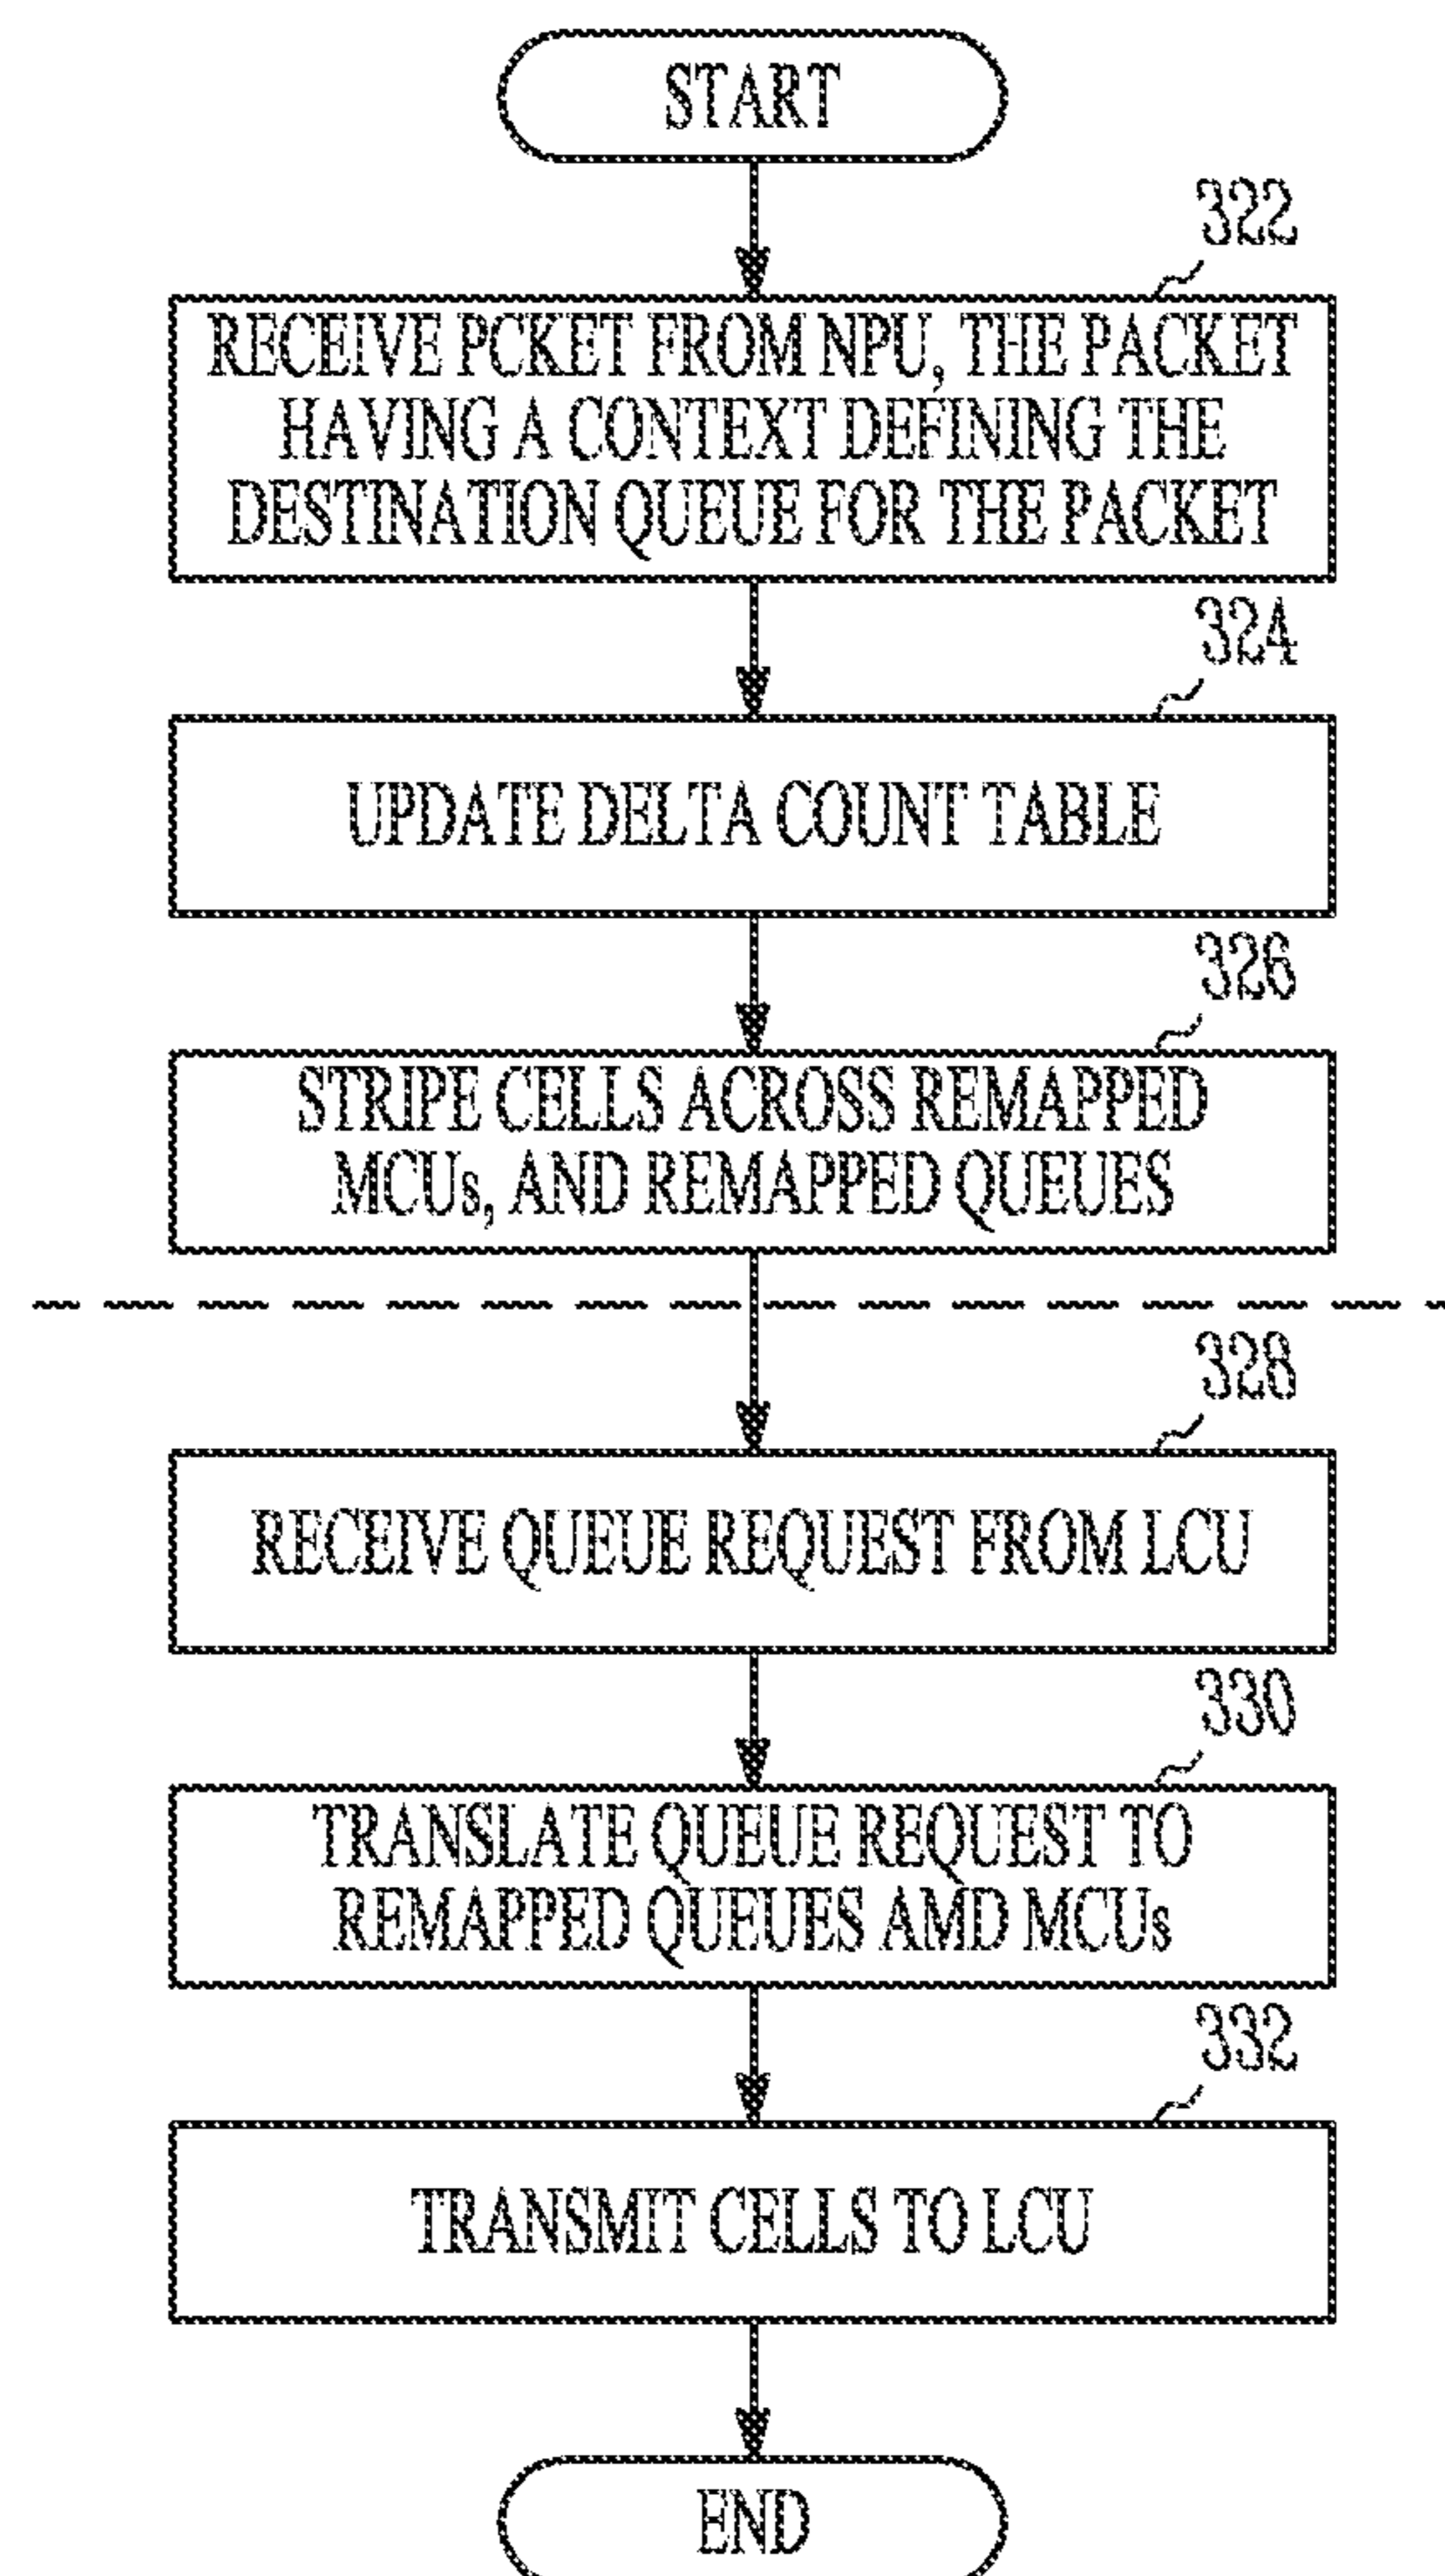 START
322
RECEIVE PCKET FROM NPU, THE PACKET
HAVING A CONTEXT DEFINING THE
DESTINATION QUEUE FOR THE PACKET
324
UPDATE DELTA COUNT TABLE
326
STRIPE CELLS ACROSS REMAPPED
MCUs, AND REMAPPED QUEUES
328
RECEIVE QUEUE REQUEST FROM LCU
330
TRANSLATE QUEUE REQUEST TO
REMAPPED QUEUES AMD MCUs
332
TRANSMIT CELLS TO LCU
END